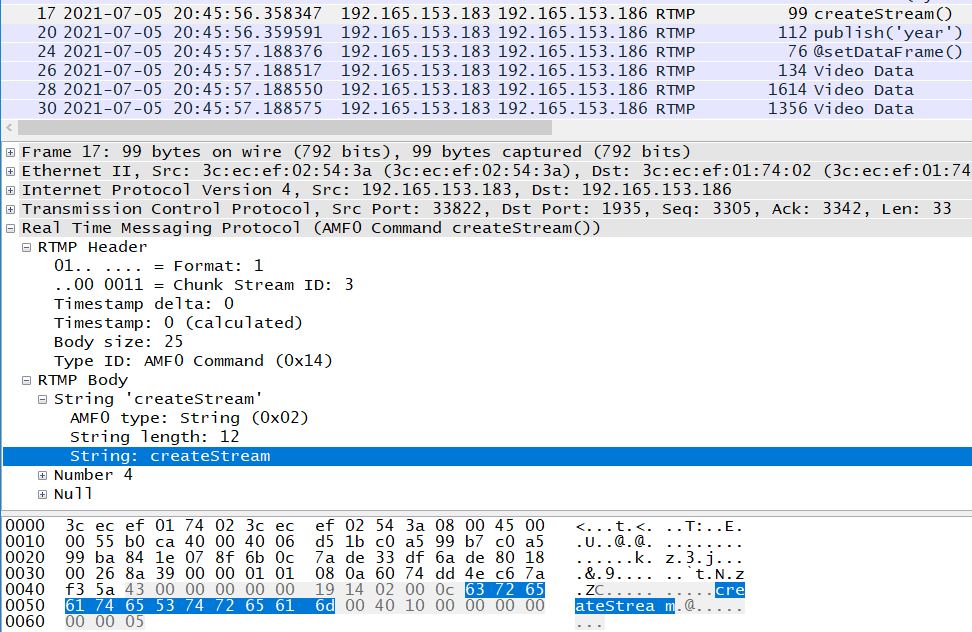 17 2021-07-05 20:45:56.358347 192.165.153.183 192.165.153.186 RTMP 99 createStream()
20 2021-07-05 20:45:56.359591 192.165.153.183 192.165.153.186 RTMP 112 publish('year')
24 2021-07-05 20:45:57.188376 192.165.153.183 192.165.153.186 RTMP 76 @setDataFrame()
26 2021-07-05 20:45:57.188517 192.165.153.183 192.165.153.186 RTMP 134 Video Data
28 2021-07-05 20:45:57.188550 192.165.153.183 192.165.153.186 RTMP 1614 Video Data
30 2021-07-05 20:45:57.188575 192.165.153.183 192.165.153.186 RTMP 1356 Video Data
Frame 17: 99 bytes on wire (792 bits), 99 bytes captured (792 bits)
Ethernet II, Src: 3c:ec:ef:02:54:3a (3c:ec:ef:02:54:3a), Dst: 3c:ec:ef:01:74:02 (3c:ec:ef:01:74
Internet Protocol Version 4, Src: 192.165.153.183, Dst: 192.165.153.186
Transmission Control Protocol, Src Port: 33822, Dst Port: 1935, Seq: 3305, Ack: 3342, Len: 33
Real Time Messaging Protocol (AMF0 Command createStream())
RTMP Header
01.. .... = Format: 1
..00 0011 = Chunk Stream ID: 3
Timestamp delta: 0
Timestamp: 0 (calculated)
Body size: 25
Type ID: AMF0 Command (0x14)
RTMP Body
String 'createStream'
AMF0 type: String (0x02)
String length: 12
String: createStream
Number 4
Null
0000 3c ec ef 01 74 02 3c ec ef 02 54 3a 08 00 45 00 <...t.<. ..T:..E.
0010 00 55 b0 ca 40 00 40 06 d5 1b c0 a5 99 b7 c0 a5 .U..@.@. ........
0020 99 ba 84 1e 07 8f 6b 0c 7a de 33 df 6a de 80 18 ......k. z.3.j...
0030 00 26 8a 39 00 00 01 01 08 0a 60 74 dd 4e c6 7a .&.9.... ..`t.N.z
0040 f3 5a 43 00 00 00 00 00 19 14 02 00 0c 63 72 65 .ZC..... .....cre
0050 61 74 65 53 74 72 65 61 6d 00 40 10 00 00 00 00 ateStrea m.@.....
0060 00 00 05 ...